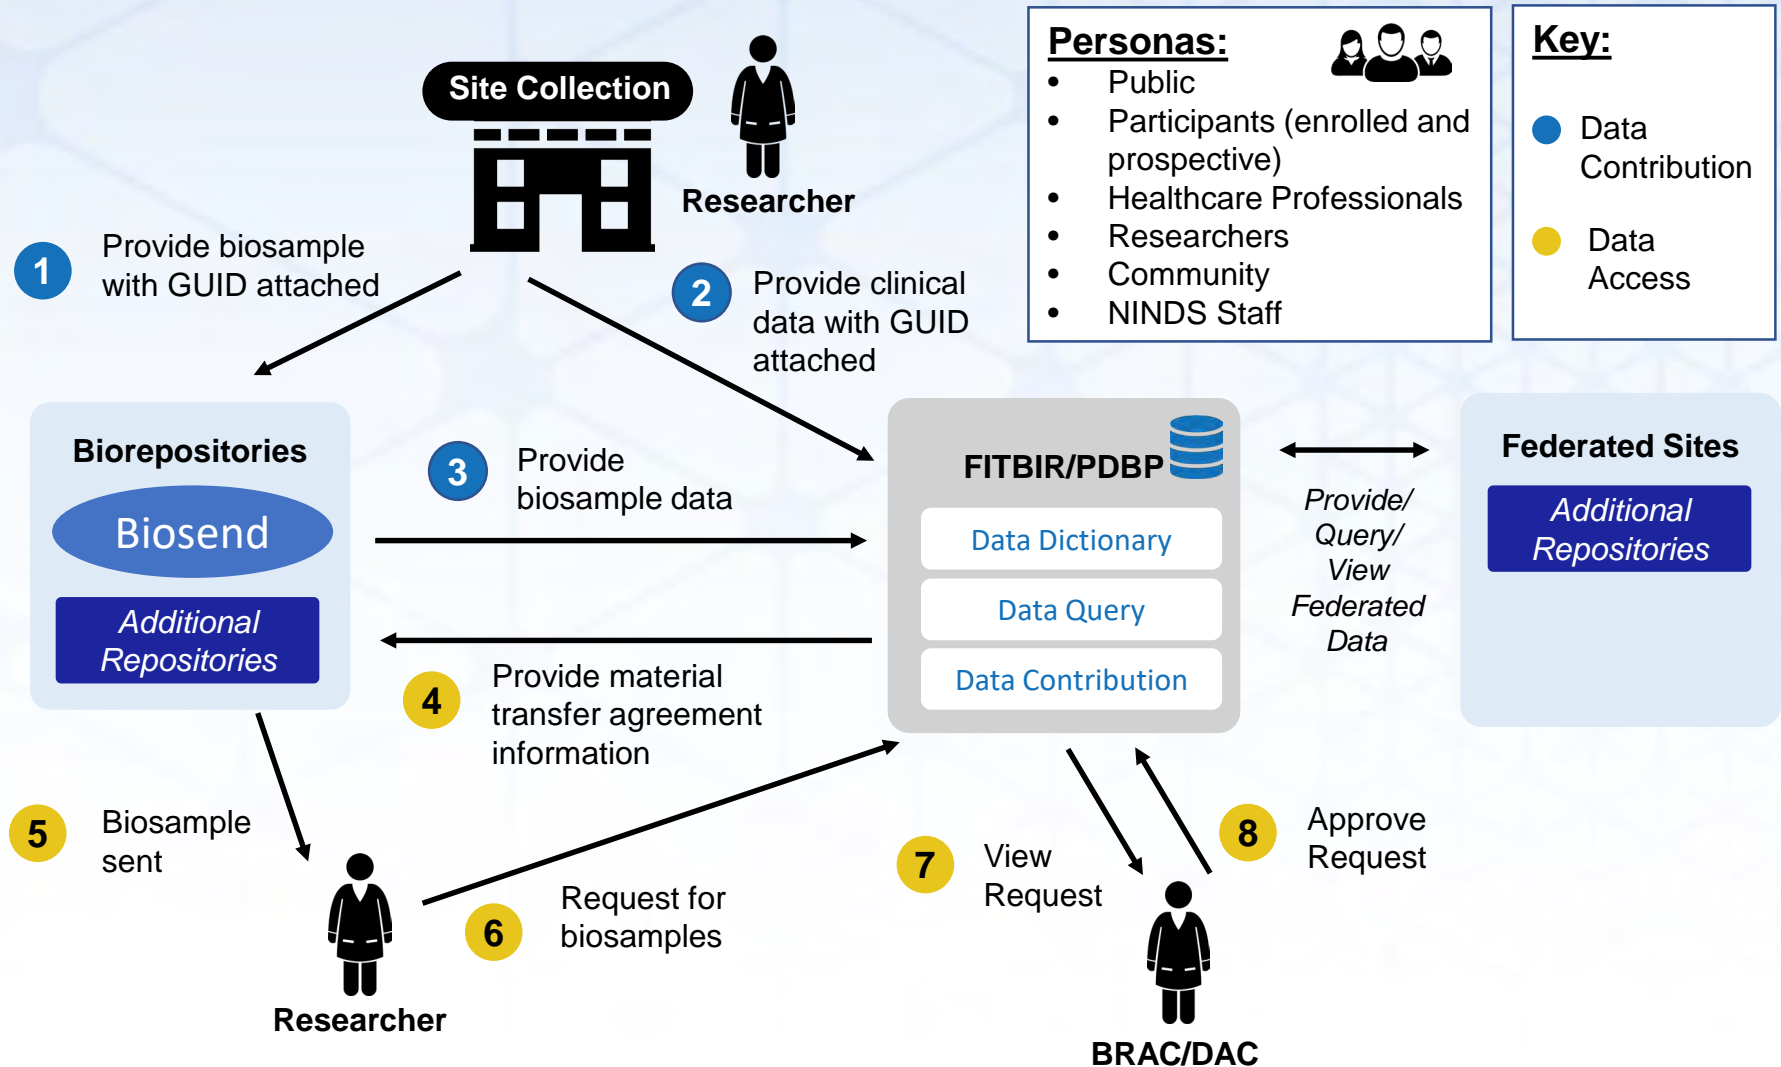 Site Collection
Researcher
Personas:
• Public
• Participants (enrolled and
prospective)
• Healthcare Professionals
• Researchers
• Community
• NINDS Staff
Key:
Data
Contribution
Data
Access
1
Provide biosample
with GUID attached
2
Provide clinical
data with GUID
attached
Biorepositories
Biosend
Additional
Repositories
3
Provide
biosample data
FITBIR/PDBP
Data Dictionary
Data Query
Data Contribution
Provide/
Query/
View
Federated
Data
Federated Sites
Additional
Repositories
4
Provide material
transfer agreement
information
5
Biosample
sent
Researcher
6
Request for
biosamples
7
View
Request
8
Approve
Request
BRAC/DAC